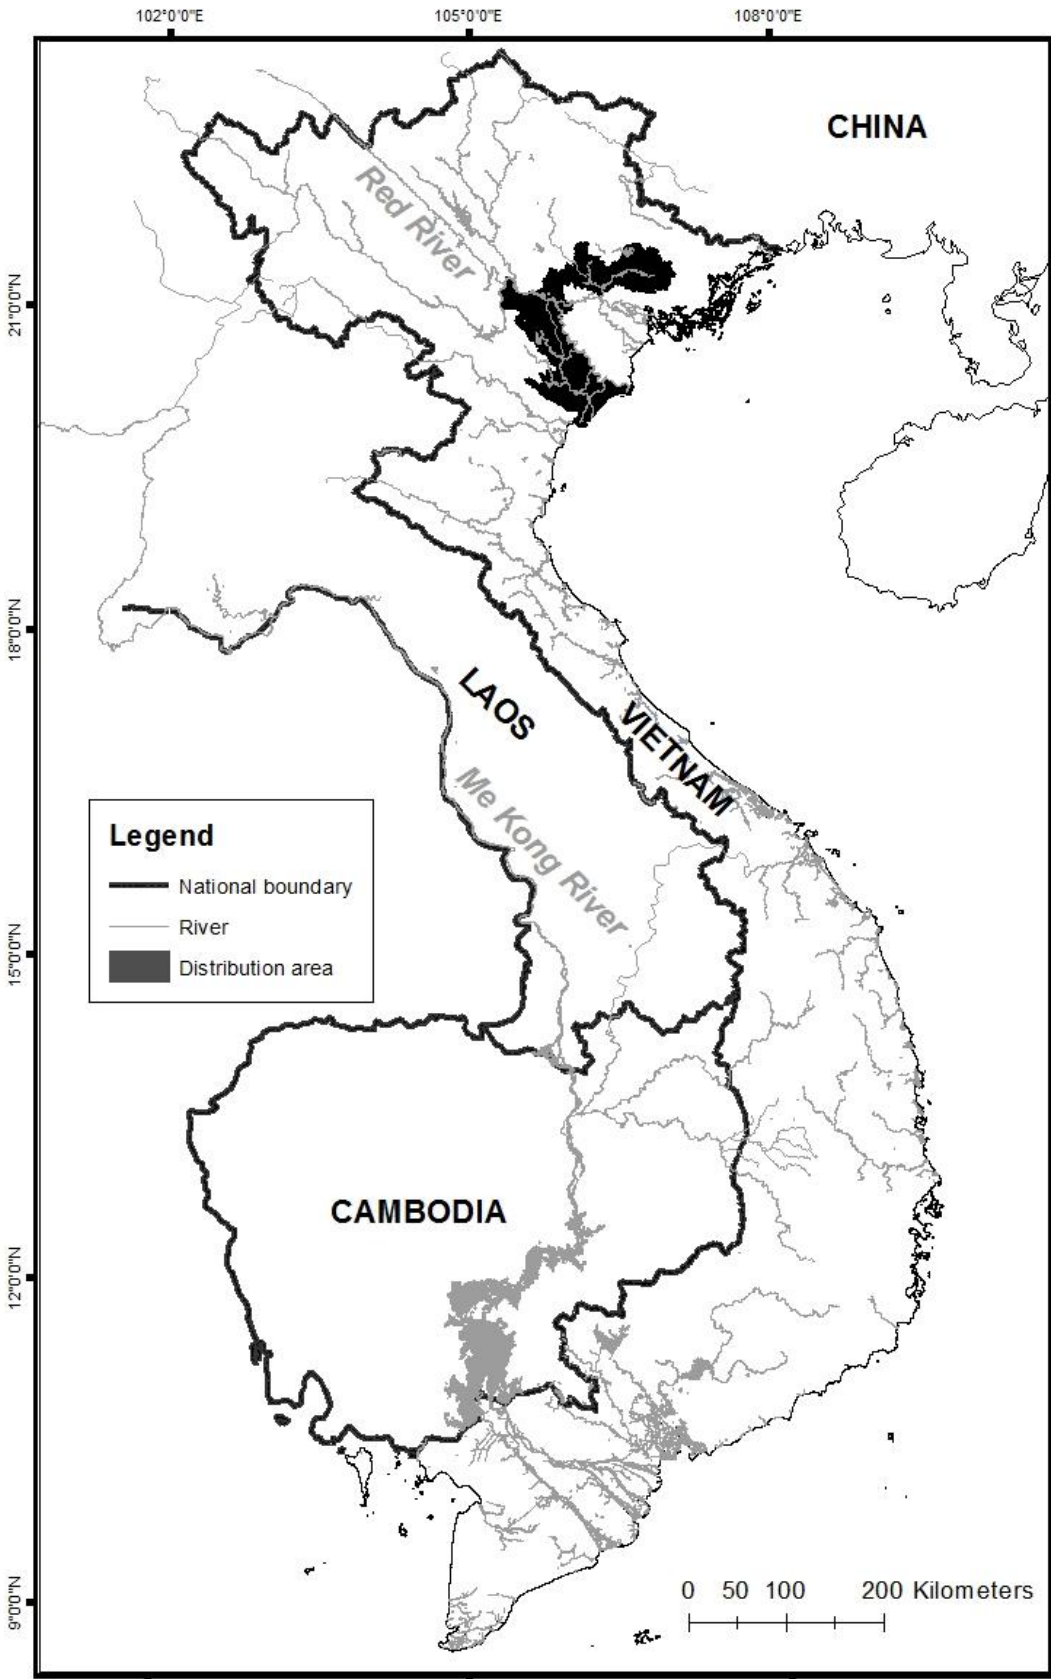 102°0'0"E 105°0'0"E 108°0'0"E
CHINA
Red River
21°0'0"N
18°0'0"N
LAOS
VIETNAM
Me Kong River
Legend
National boundary
River
Distribution area
15°0'0"N
CAMBODIA
12°0'0"N
9°0'0"N
0 50 100 200 Kilometers